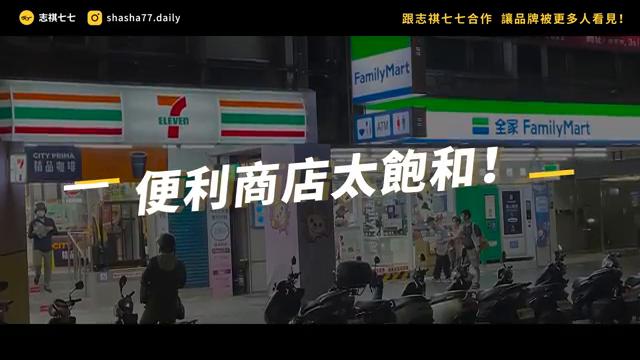 志祺七七 shasha77.daily 跟志祺七七合作 讓品牌被更多人看見!
7
ELEVEN
FamilyMart
全家 FamilyMart
ATM
CITY PRIMA
精品咖啡
便利商店太飽和!